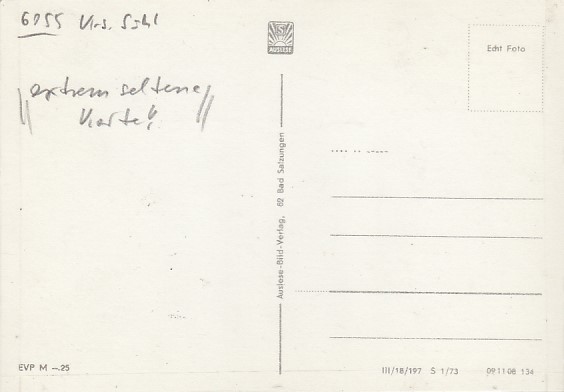 6055 Krs. Suhl
extrem seltene
Karte!
AUSLESE
Echt Foto
Auslese-Bild-Verlag, 62 Bad Salzungen
EVP M –.25
III/18/197 S 1/73 09 11 08 134